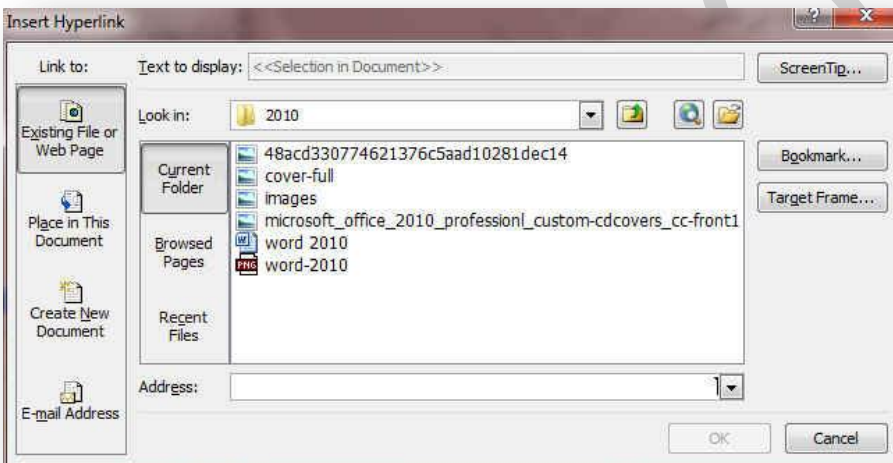 Insert Hyperlink
Link to:
Text to display: <<Selection in Document>>
ScreenTip...
Existing File or
Web Page
Look in: 2010
Current
Folder
48acd330774621376c5aad10281dec14
cover-full
images
microsoft_office_2010_professionl_custom-cdcovers_cc-front1
word 2010
word-2010
Bookmark...
Target Frame...
Place in This
Document
Browsed
Pages
Create New
Document
Recent
Files
E-mail Address
Address:
OK
Cancel